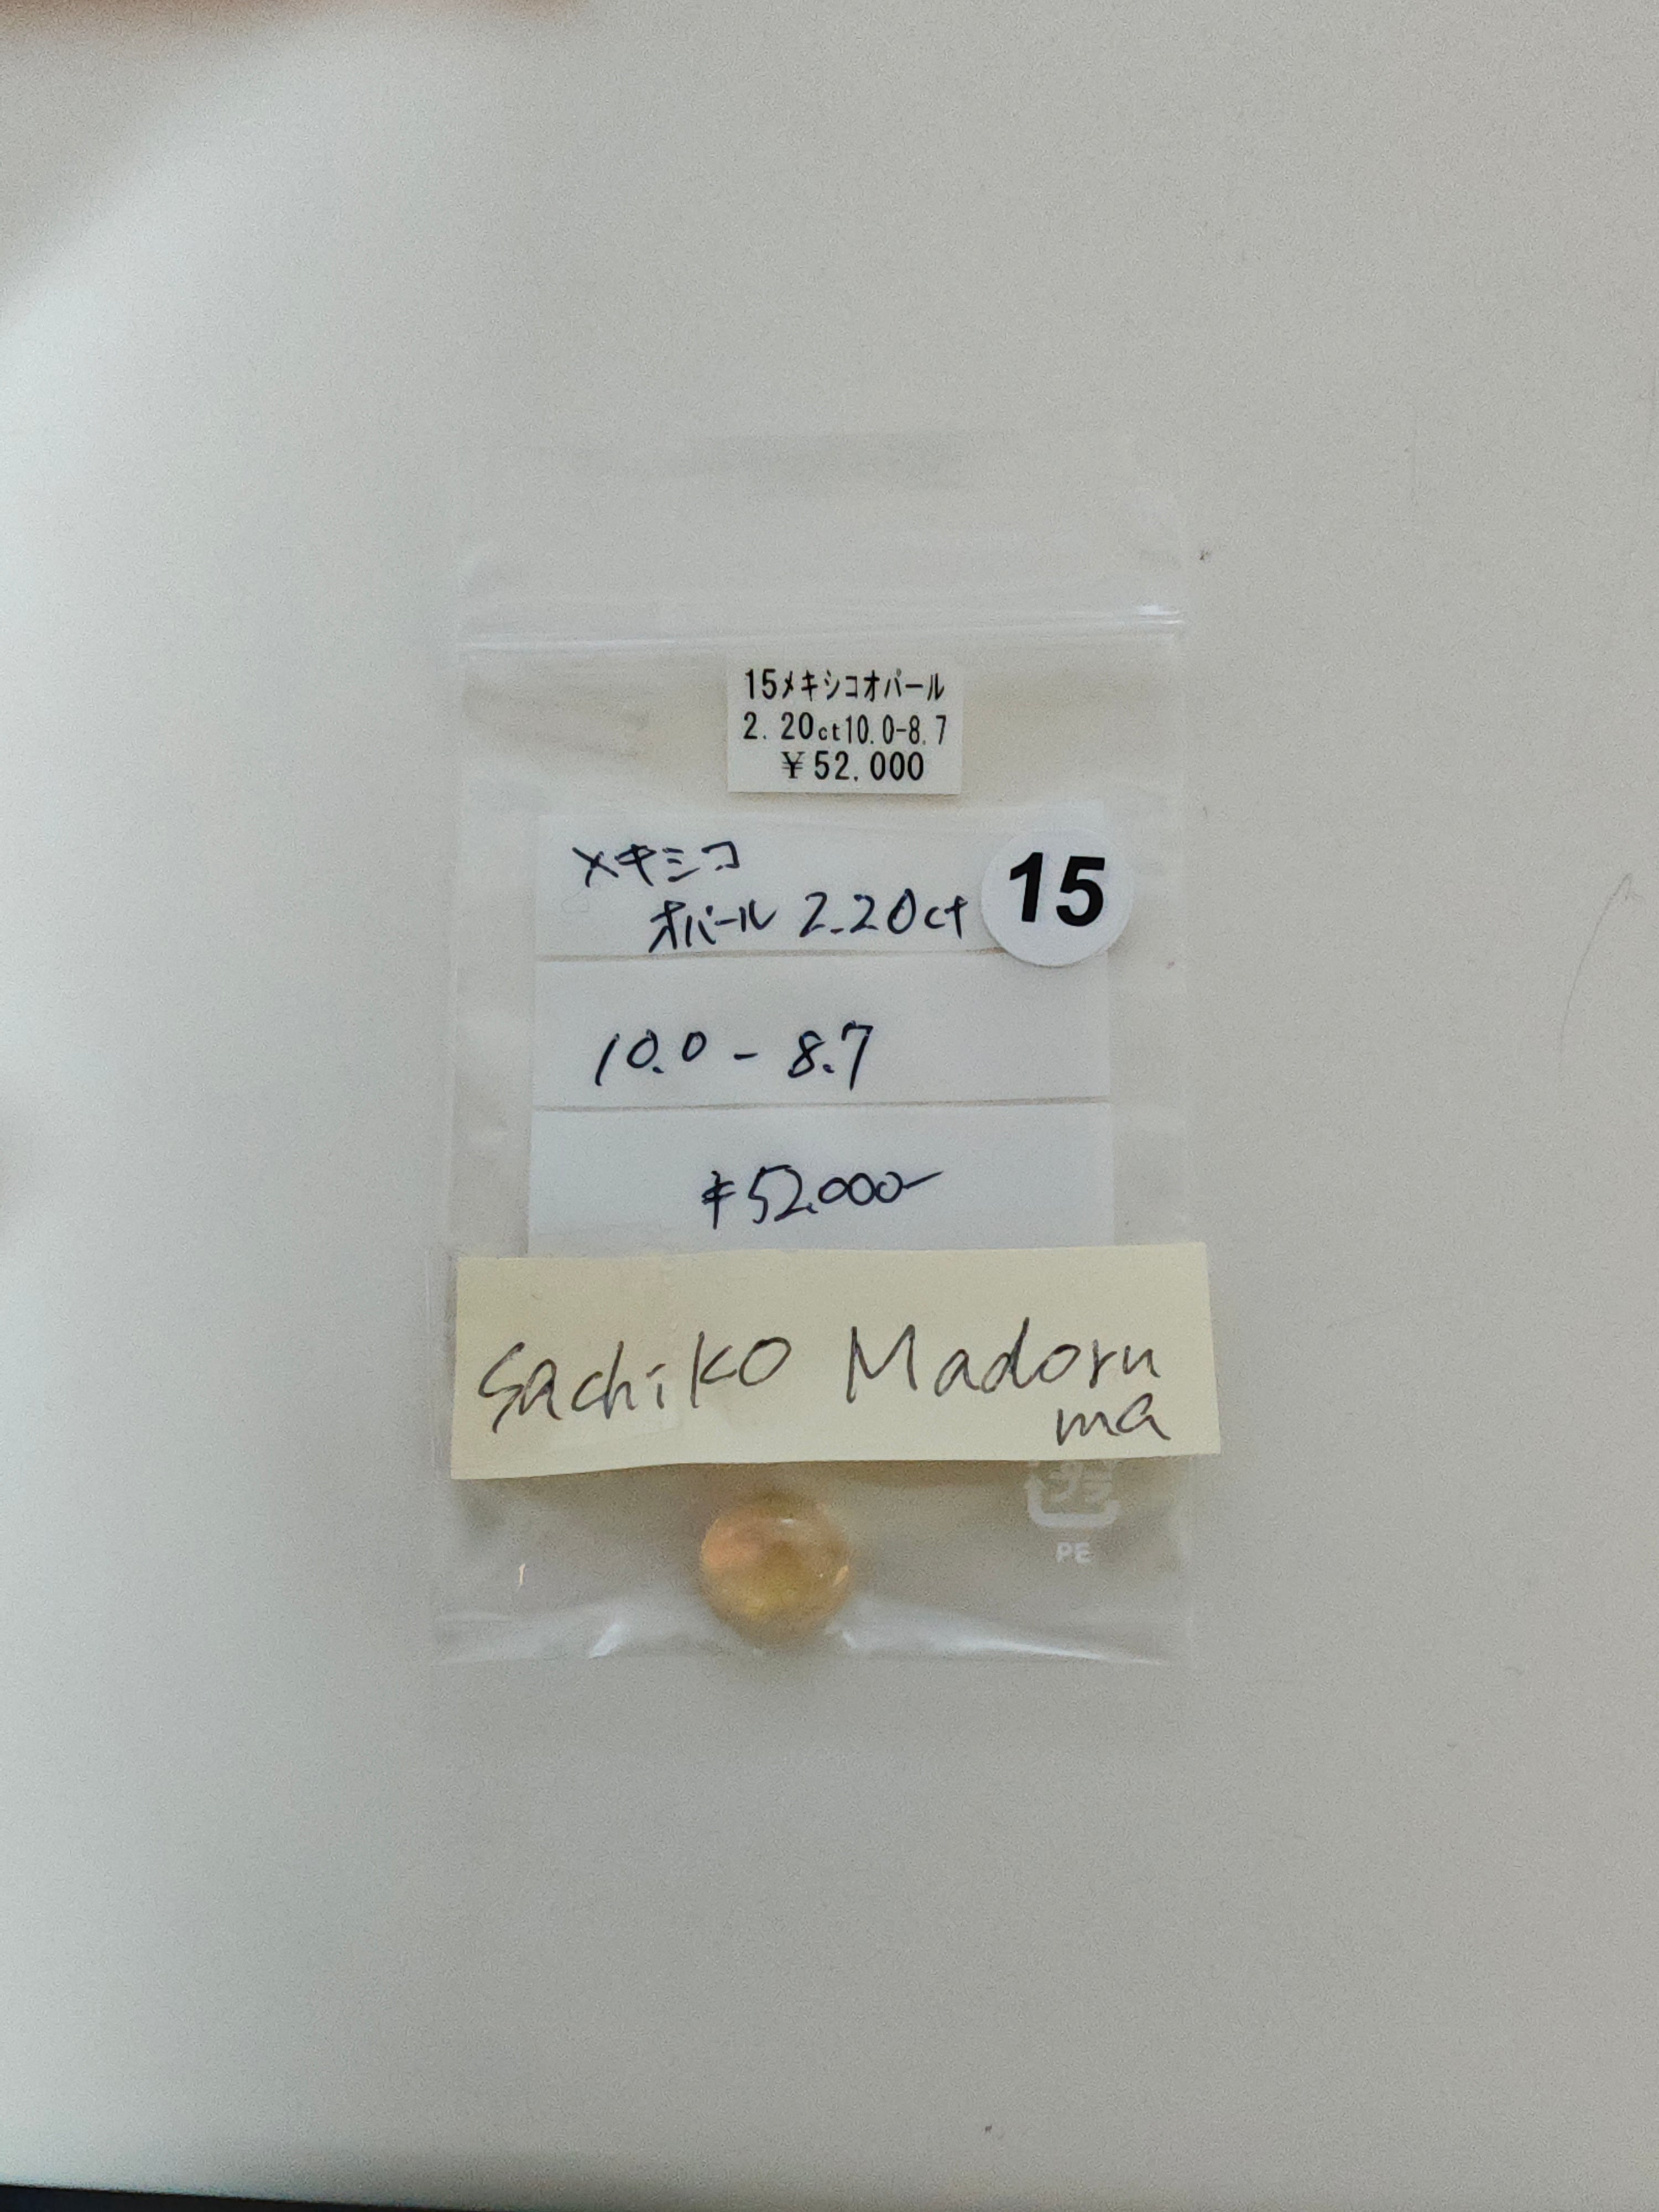 15メキシコオパール
2. 20ct10. 0-8. 7
￥52. 000
メキシコ
オパール 2.20ct
15
10.0 - 8.7
¥52.000-
Sachiko Madoru
ma
プラ
PE